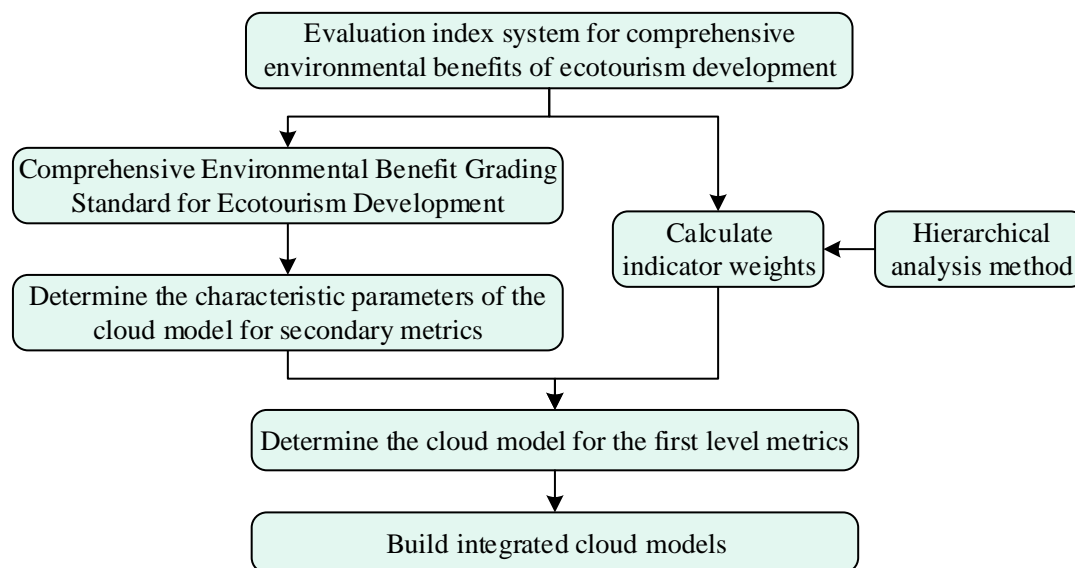 Evaluation index system for comprehensive
environmental benefits of ecotourism development
Comprehensive Environmental Benefit Grading
Standard for Ecotourism Development
Calculate
indicator weights
Hierarchical
analysis method
Determine the characteristic parameters of the
cloud model for secondary metrics
Determine the cloud model for the first level metrics
Build integrated cloud models